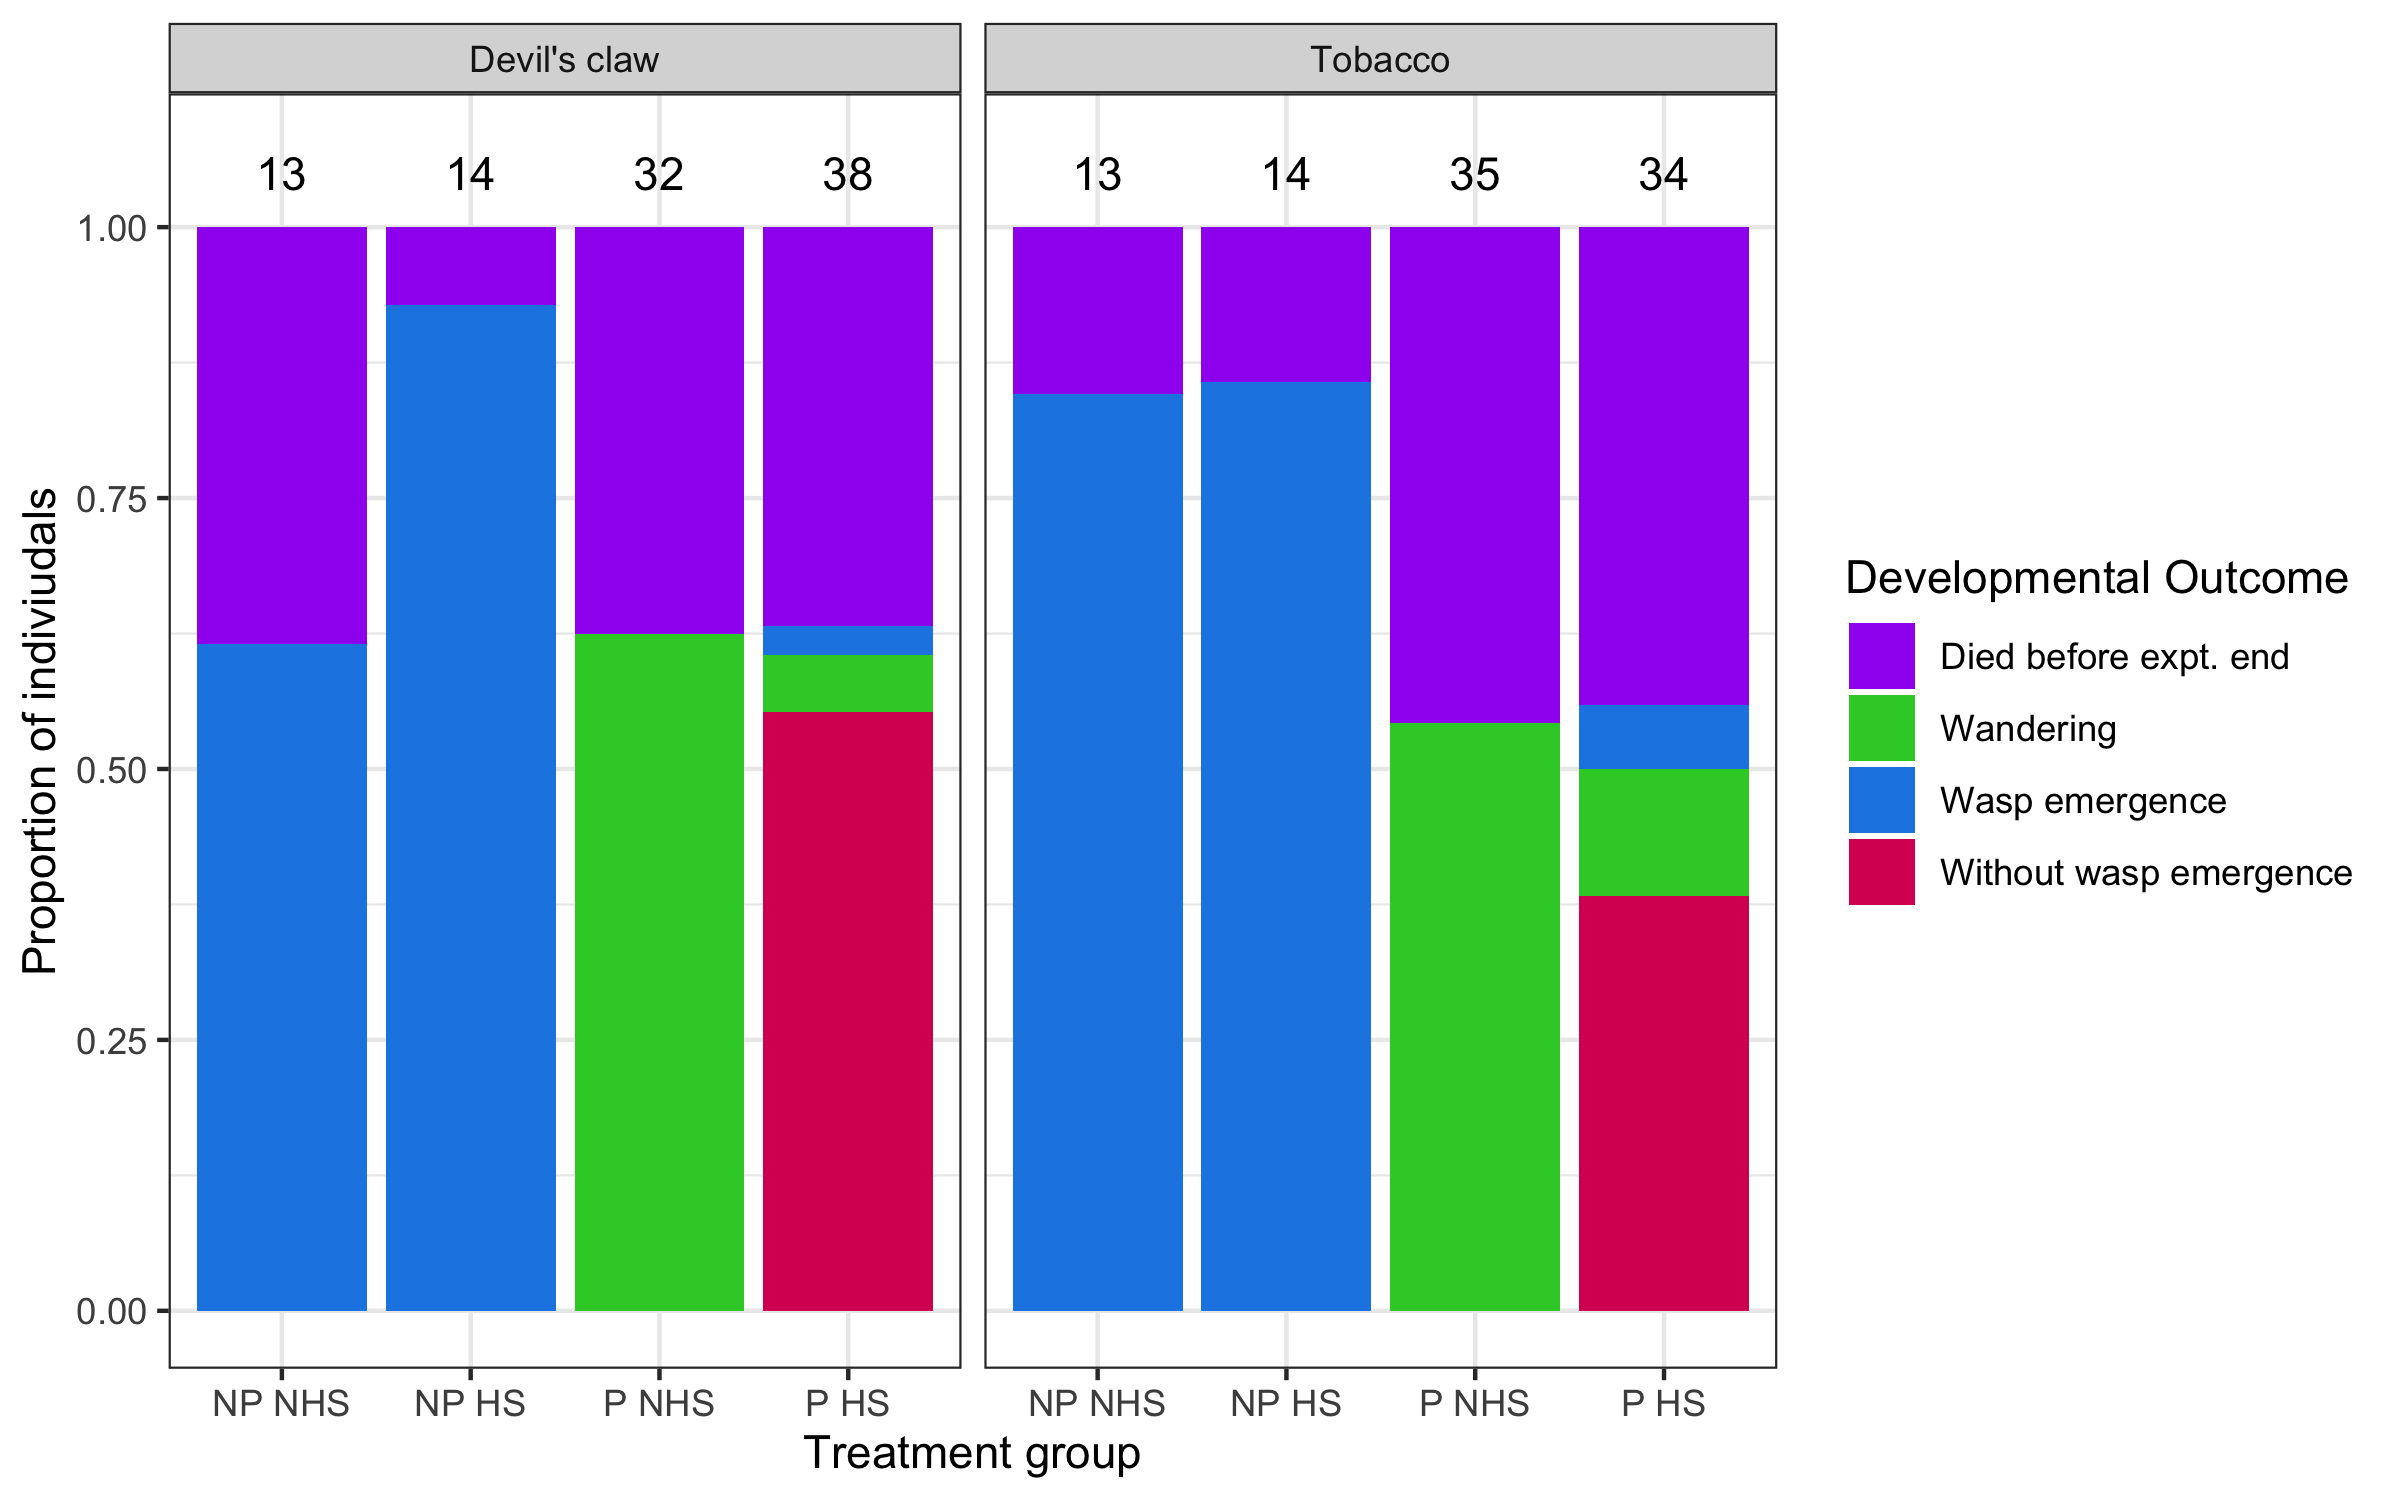 Devil's claw
Tobacco
13 14 32 38
13 14 35 34
1.00
0.75
0.50
0.25
0.00
Proportion of indiviudals
NP NHS NP HS P NHS P HS
NP NHS NP HS P NHS P HS
Treatment group
Developmental Outcome
Died before expt. end
Wandering
Wasp emergence
Without wasp emergence